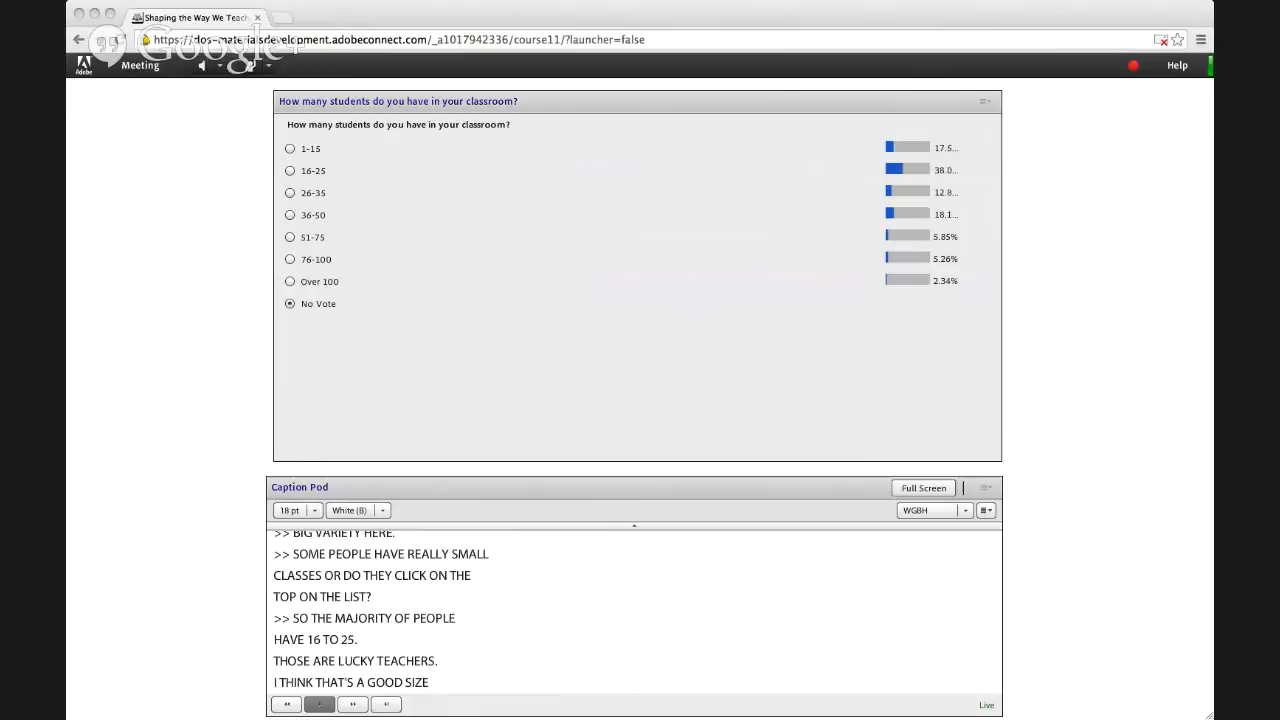 Shaping the Way We Teach
https://dos-materialsdevelopment.adobeconnect.com/_a1017942336/course11/?launcher=false
Google+
Adobe
Meeting
Help
How many students do you have in your classroom?
How many students do you have in your classroom?
1-15 17.5...
16-25 38.0...
26-35 12.8...
36-50 18.1...
51-75 5.85%
76-100 5.26%
Over 100 2.34%
No Vote
Caption Pod
Full Screen
18 pt White (B) WGBH
>> BIG VARIETY HERE.
>> SOME PEOPLE HAVE REALLY SMALL
CLASSES OR DO THEY CLICK ON THE
TOP ON THE LIST?
>> SO THE MAJORITY OF PEOPLE
HAVE 16 TO 25.
THOSE ARE LUCKY TEACHERS.
I THINK THAT'S A GOOD SIZE
Live